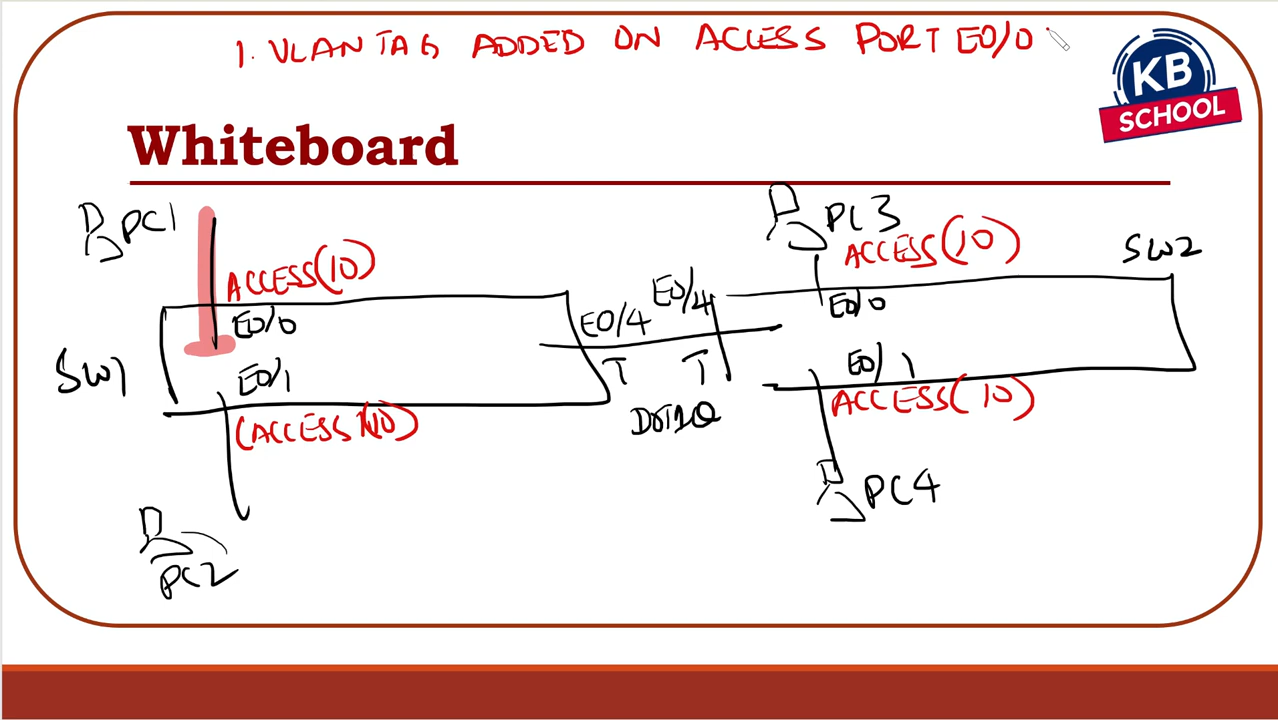 1. VLAN TAG ADDED ON ACCESS PORT E0/0
KB
SCHOOL
Whiteboard
PC1
PC3
ACCESS(10)
SW2
ACCESS(10)
E0/0
E0/4
E0/4
E0/0
SW1
E0/1
T
T
E0/1
(ACCESS 10)
DOT1Q
ACCESS(10)
PC4
PC2